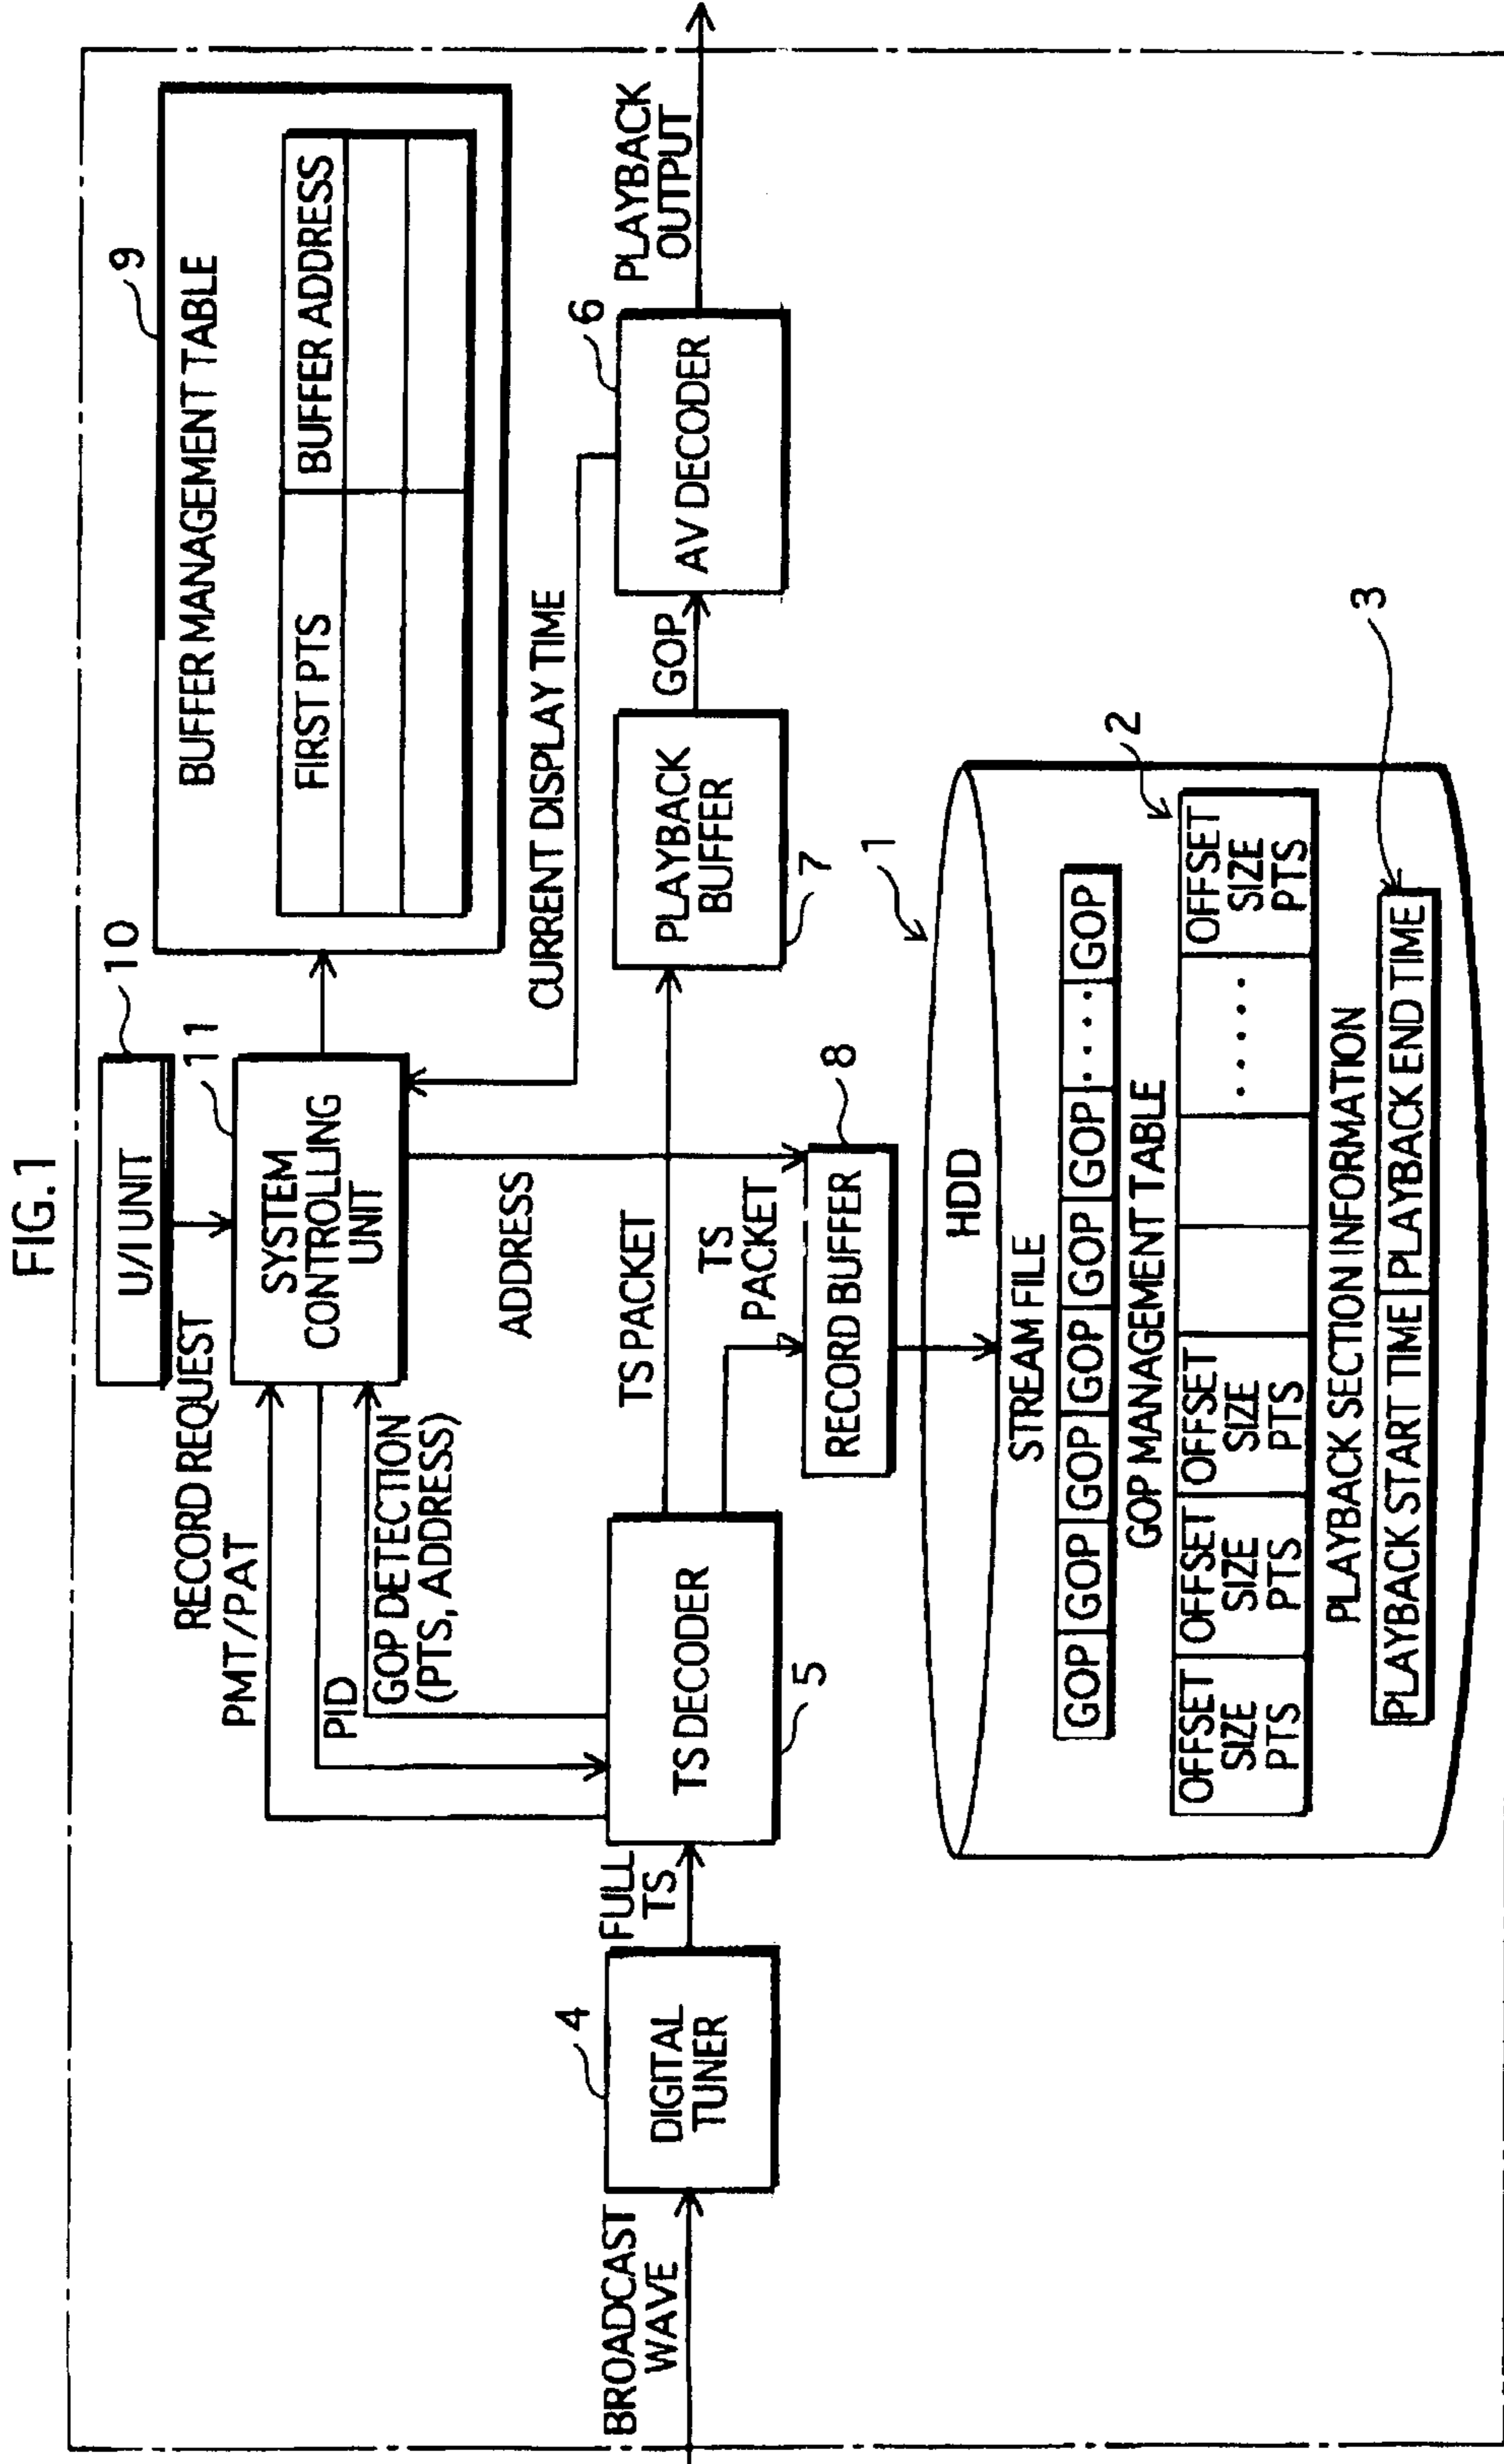 FIG.1
U/I UNIT
10
RECORD REQUEST
11
SYSTEM
CONTROLLING
UNIT
9
BUFFER MANAGEMENT TABLE
FIRST PTS
BUFFER ADDRESS
PMT/PAT
PID
GOP DETECTION
(PTS, ADDRESS)
ADDRESS
CURRENT DISPLAY TIME
BROADCAST
WAVE
4
DIGITAL
TUNER
FULL
TS
TS DECODER
5
TS PACKET
TS
PACKET
PLAYBACK
BUFFER
7
GOP
6
AV DECODER
PLAYBACK
OUTPUT
RECORD BUFFER
8
1
HDD
STREAM FILE
GOP GOP GOP GOP GOP GOP ····· GOP
GOP MANAGEMENT TABLE
2
OFFSET
SIZE
PTS
OFFSET
SIZE
PTS
OFFSET
SIZE
PTS
······
OFFSET
SIZE
PTS
PLAYBACK SECTION INFORMATION
3
PLAYBACK START TIME PLAYBACK END TIME